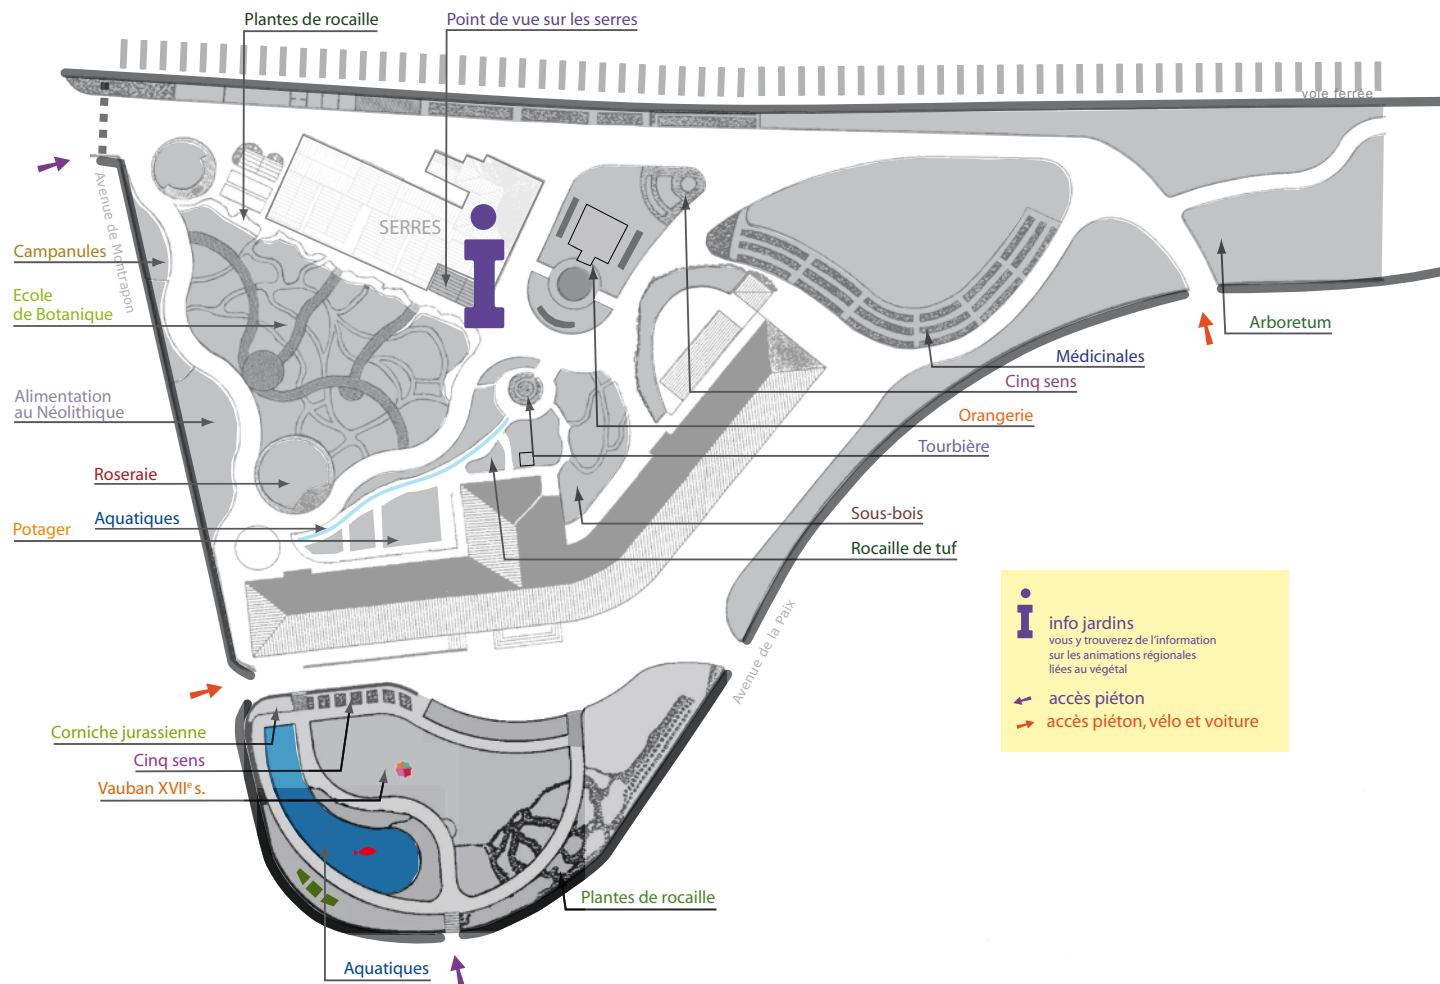 Plantes de rocaille
Point de vue sur les serres
voie ferrée
Avenue de Montrapon
SERRES
Campanules
Ecole
de Botanique
Arboretum
Médicinales
Cinq sens
Alimentation
au Néolithique
Orangerie
Tourbière
Roseraie
Aquatiques
Potager
Sous-bois
Rocaille de tuf
Avenue de la Paix
info jardins
vous y trouverez de l'information
sur les animations régionales
liées au végétal
accès piéton
accès piéton, vélo et voiture
Corniche jurassienne
Cinq sens
Vauban XVIIe s.
Plantes de rocaille
Aquatiques